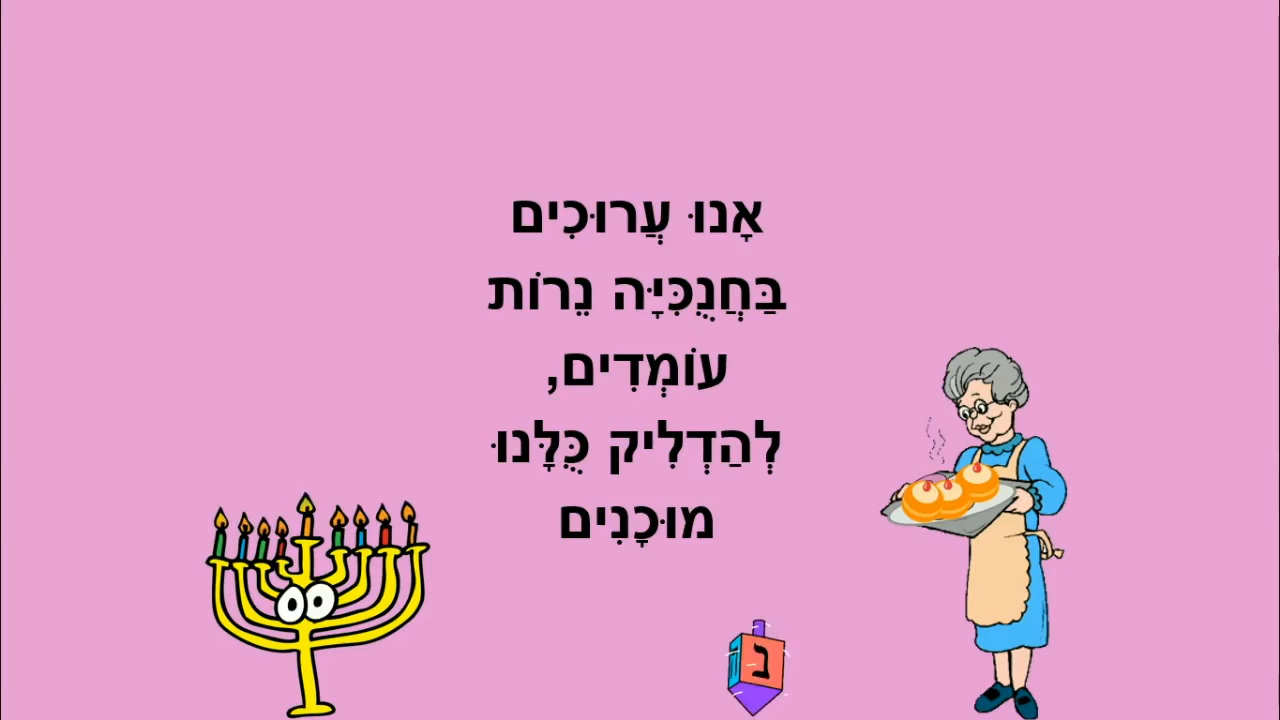 אָנוּ עֲרוּכִים
בַּחֲנֻכִּיָּה נֵרוֹת
עוֹמְדִים,
לְהַדְלִיק כֻּלָּנוּ
מוּכָנִים
נ